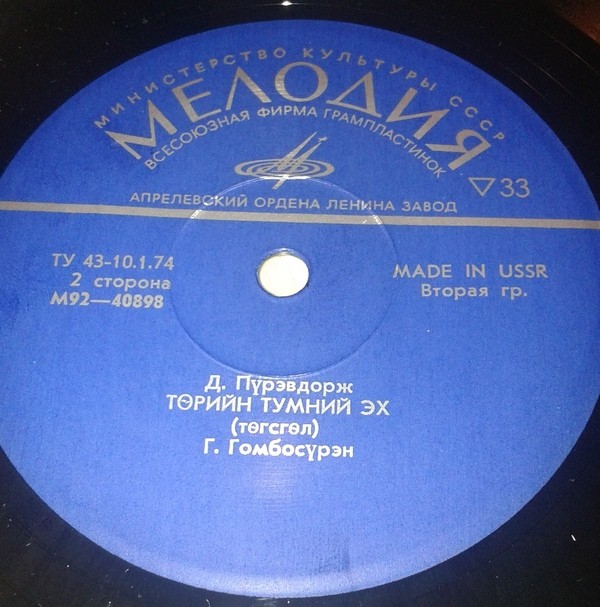 МИНИСТЕРСТВО КУЛЬТУРЫ СССР
МЕЛОДИЯ
ВСЕСОЮЗНАЯ ФИРМА ГРАМПЛАСТИНОК
▽33
АПРЕЛЕВСКИЙ ОРДЕНА ЛЕНИНА ЗАВОД
ТУ 43-10.1.74
2 сторона
М92—40898
MADE IN USSR
Вторая гр.
Д. Пүрэвдорж
ТӨРИЙН ТУМНИЙ ЭХ
(төгсгөл)
Г. Гомбосүрэн